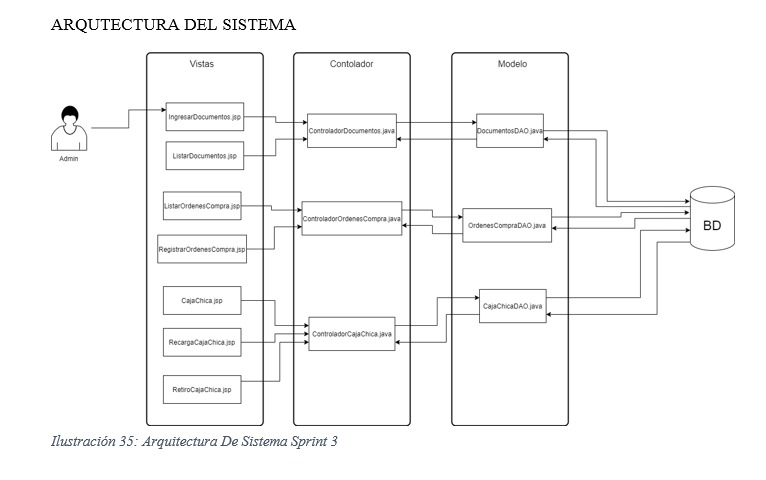 ARQUTECTURA DEL SISTEMA
Vistas
Contolador
Modelo
IngresarDocumentos.jsp
ControladorDocumentos.java
DocumentosDAO.java
Admin
ListarDocumentos.jsp
ListarOrdenesCompra.jsp
ControladorOrdenesCompra.java
OrdenesCompraDAO.java
BD
RegistrarOrdenesCompra.jsp
CajaChica.jsp
CajaChicaDAO.java
RecargaCajaChica.jsp
ControladorCajaChica.java
RetiroCajaChica.jsp
Ilustración 35: Arquitectura De Sistema Sprint 3